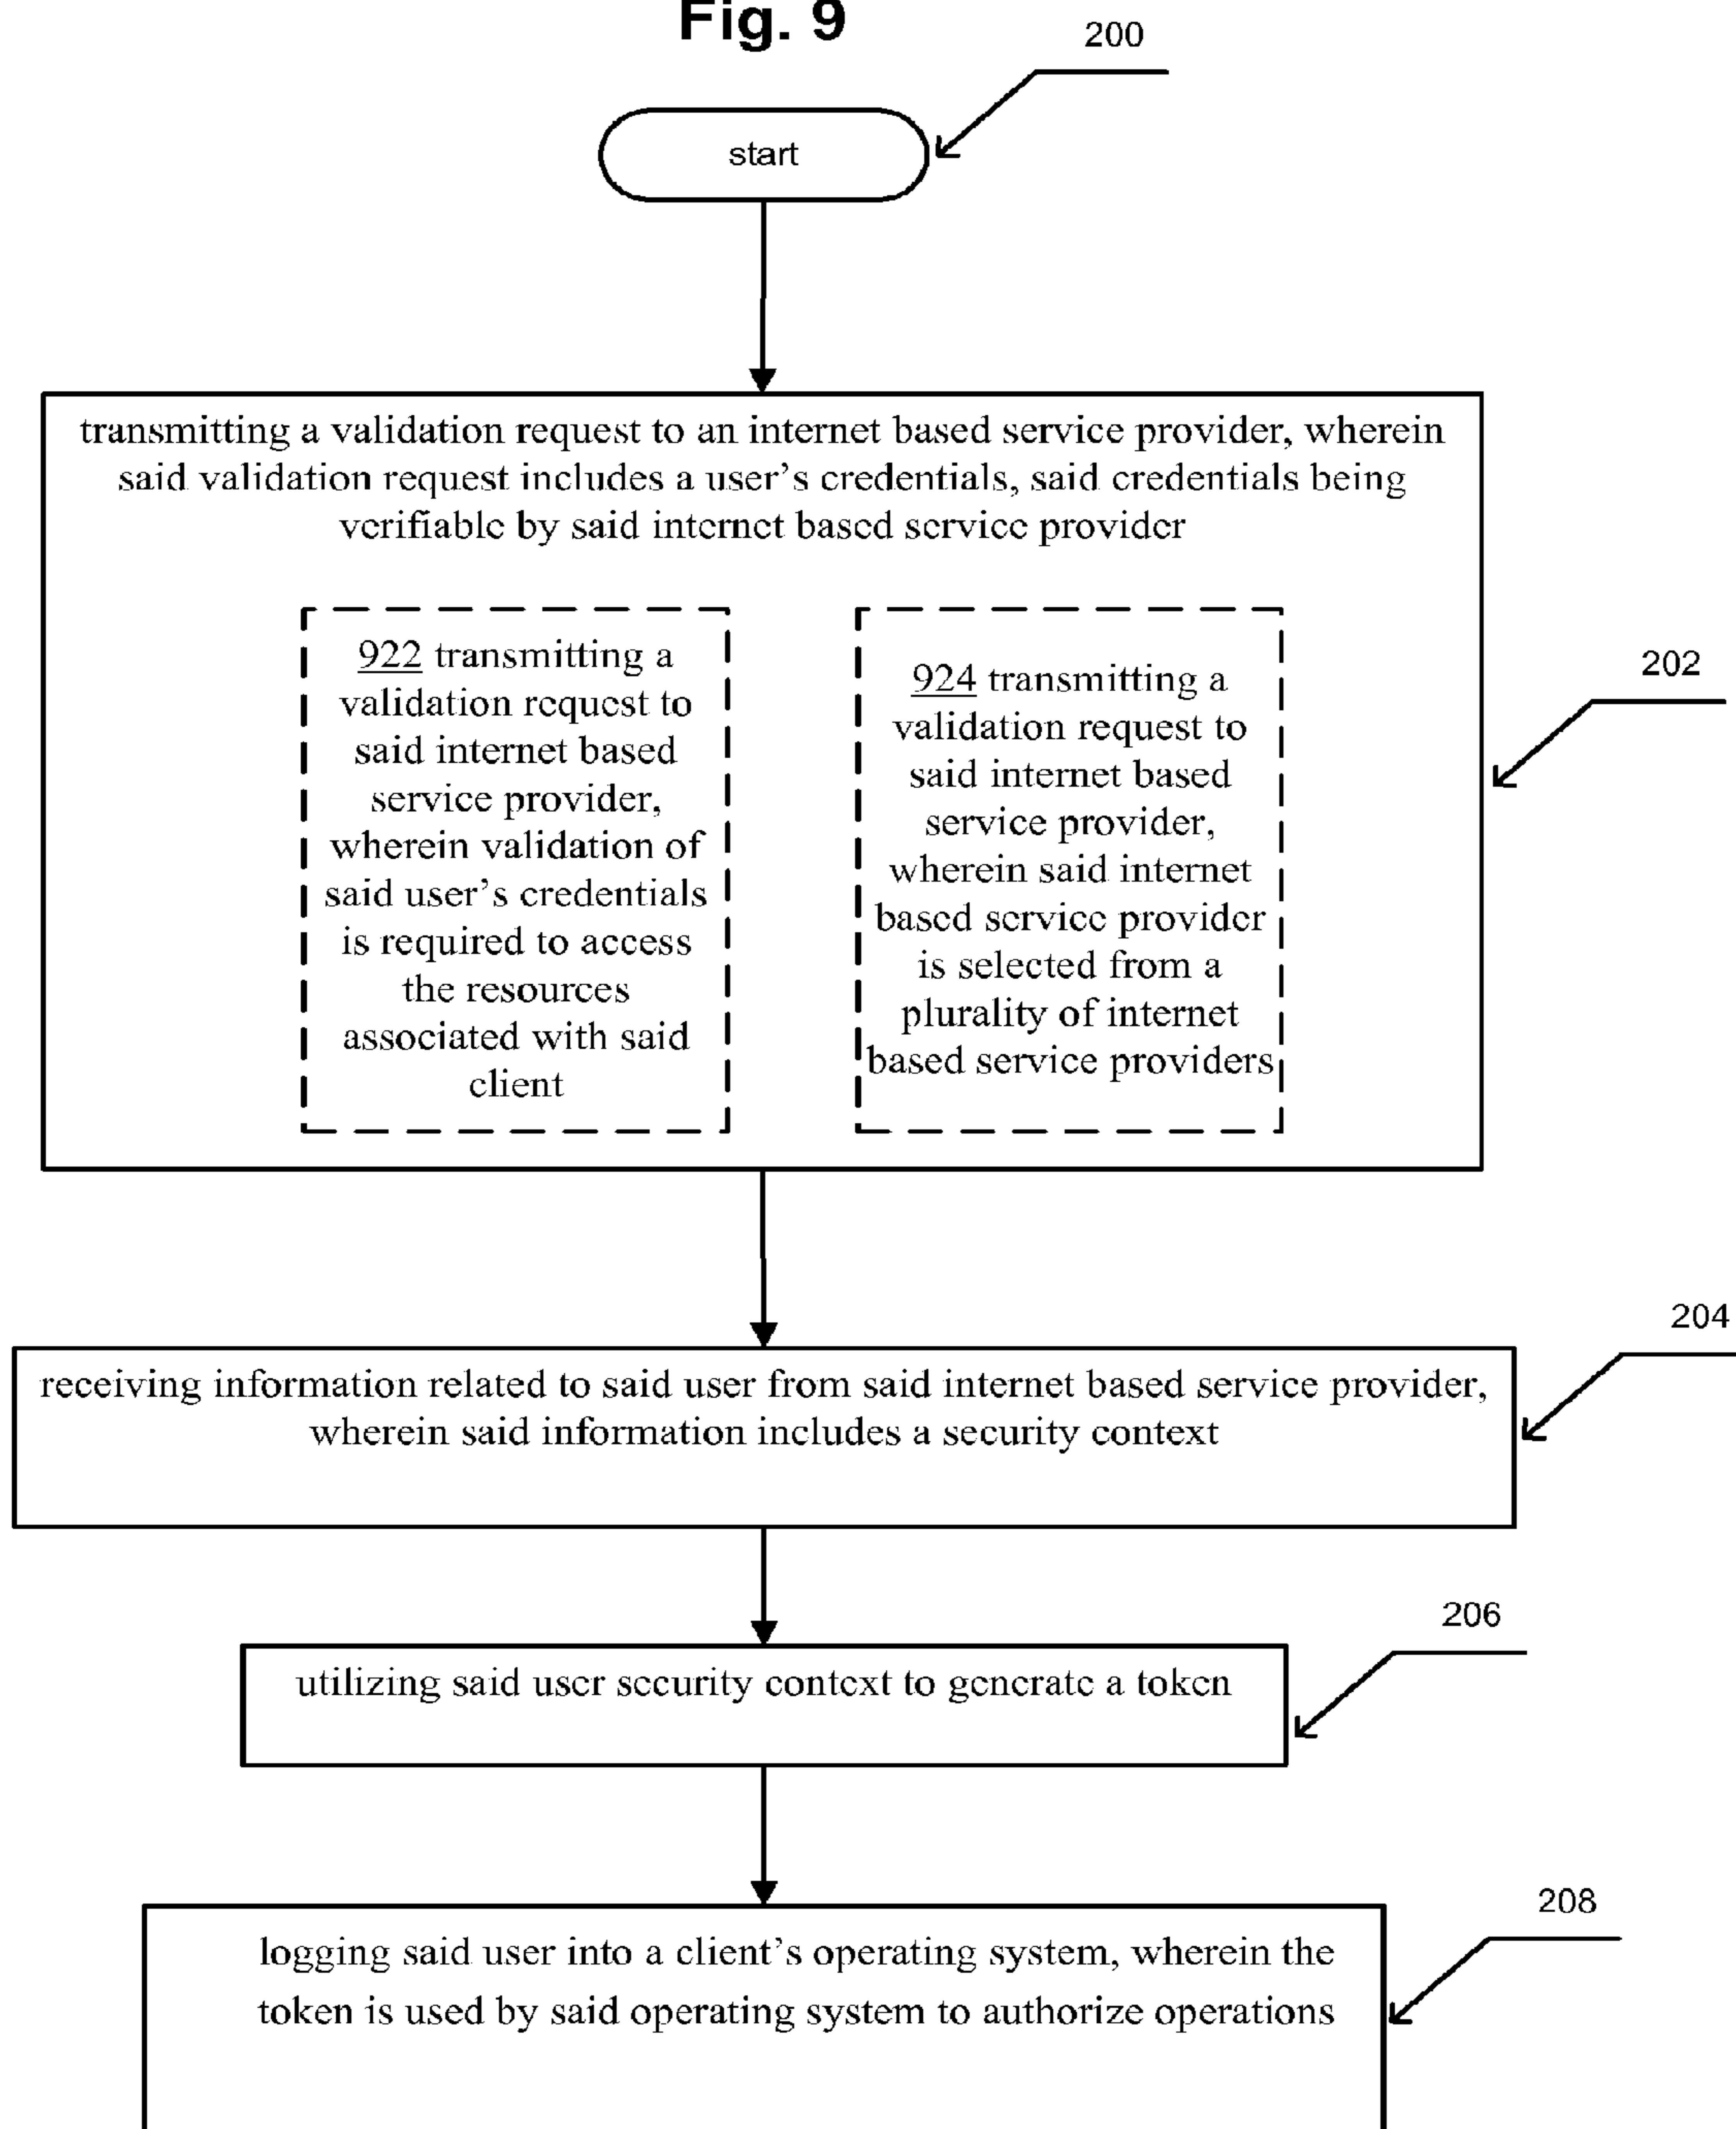 Fig. 9
200
start
transmitting a validation request to an internet based service provider, wherein
said validation request includes a user's credentials, said credentials being
verifiable by said internet based service provider
922 transmitting a
validation request to
said internet based
service provider,
wherein validation of
said user's credentials
is required to access
the resources
associated with said
client
924 transmitting a
validation request to
said internet based
service provider,
wherein said internet
based service provider
is selected from a
plurality of internet
based service providers
202
204
receiving information related to said user from said internet based service provider,
wherein said information includes a security context
206
utilizing said user security context to generate a token
208
logging said user into a client's operating system, wherein the
token is used by said operating system to authorize operations